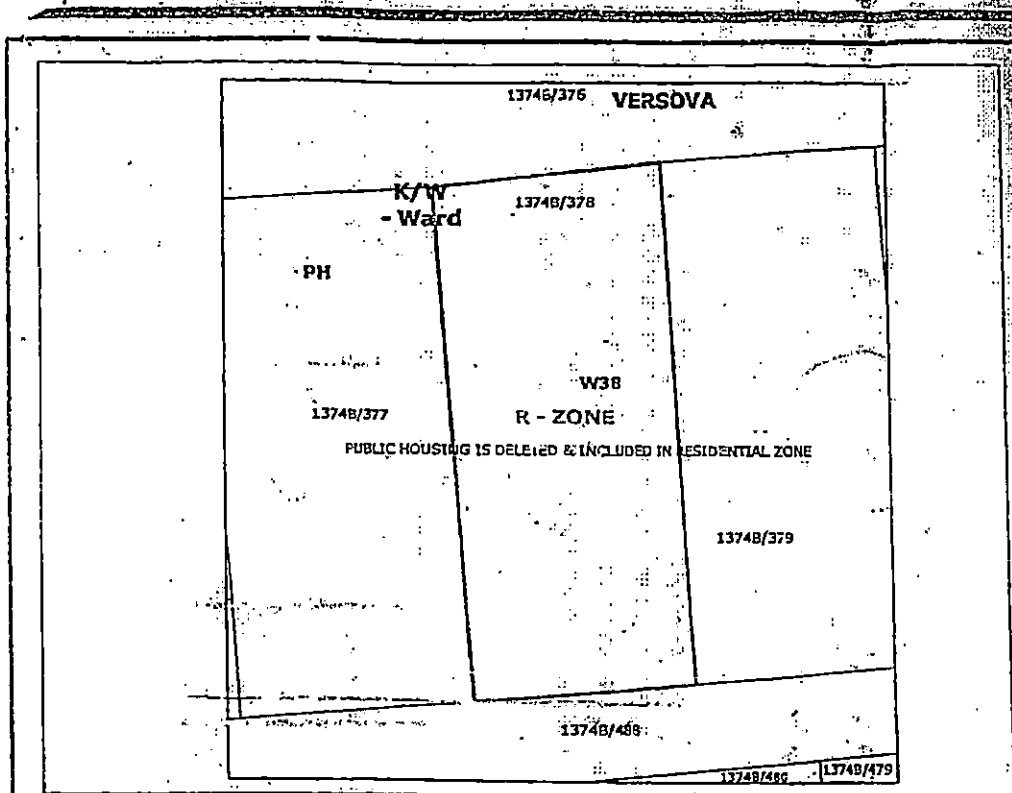 1374B/376 VERSOVA
K/W
- Ward
1374B/378
PH
W38
1374B/377
R - ZONE
PUBLIC HOUSING IS DELETED & INCLUDED IN RESIDENTIAL ZONE
1374B/379
1374B/488
1374B/479